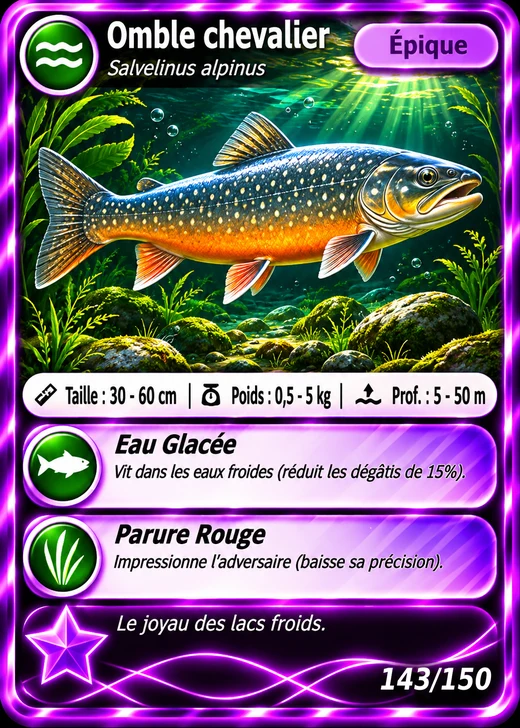 Omble chevalier
Épique
Salvelinus alpinus
Taille : 30 - 60 cm | Poids : 0,5 - 5 kg | Prof. : 5 - 50 m
Eau Glacée
Vit dans les eaux froides (réduit les dégâtis de 15%).
Parure Rouge
Impressionne l'adversaire (baisse sa précision).
Le joyau des lacs froids.
143/150